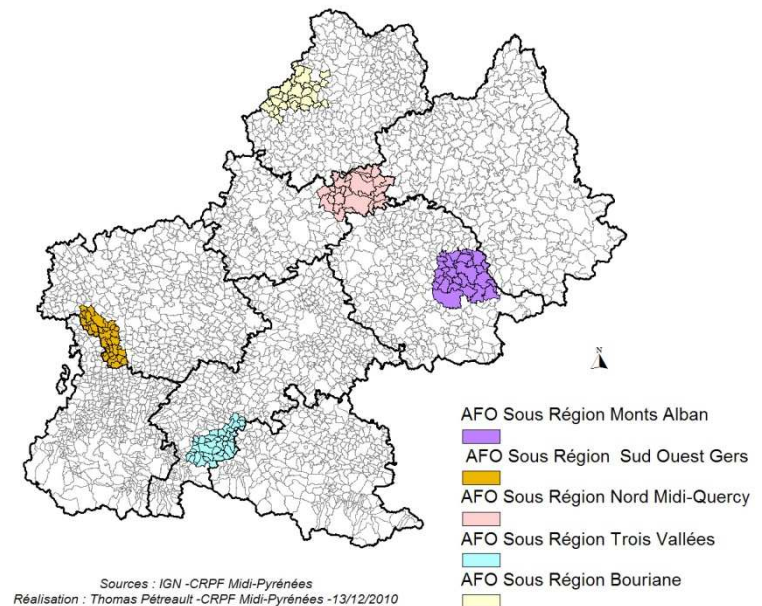 N
AFO Sous Région Monts Alban
AFO Sous Région Sud Ouest Gers
AFO Sous Région Nord Midi-Quercy
AFO Sous Région Trois Vallées
AFO Sous Région Bouriane
Sources : IGN -CRPF Midi-Pyrénées
Réalisation : Thomas Pétreault -CRPF Midi-Pyrénées -13/12/2010